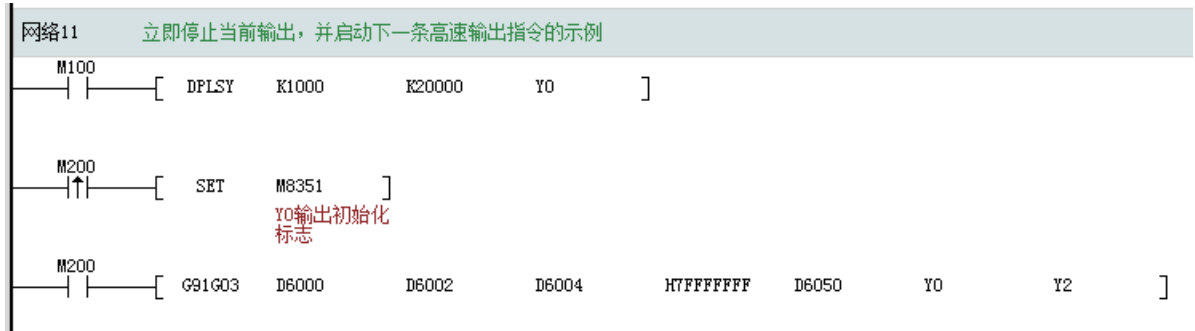 网络11 立即停止当前输出，并启动下一条高速输出指令的示例
M100
[ DPLSY K1000 K20000 Y0 ]
M200
[ SET M8351 ]
Y0输出初始化
标志
M200
[ G91G03 D6000 D6002 D6004 H7FFFFFFF D6050 Y0 Y2 ]